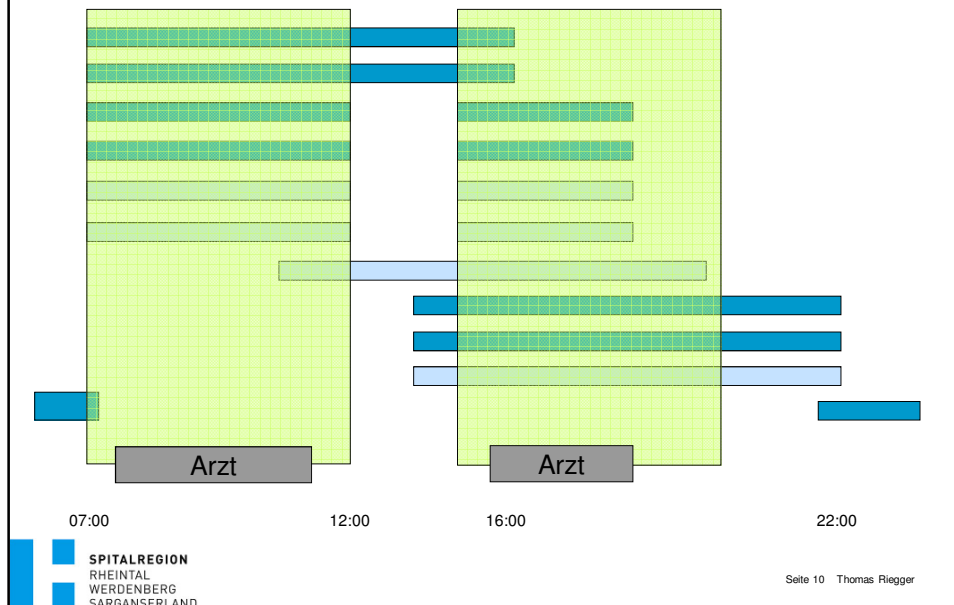 Arzt
Arzt
07:00
12:00
16:00
22:00
SPITALREGION
RHEINTAL
WERDENBERG
SARGANSERLAND
Seite 10 Thomas Riegger